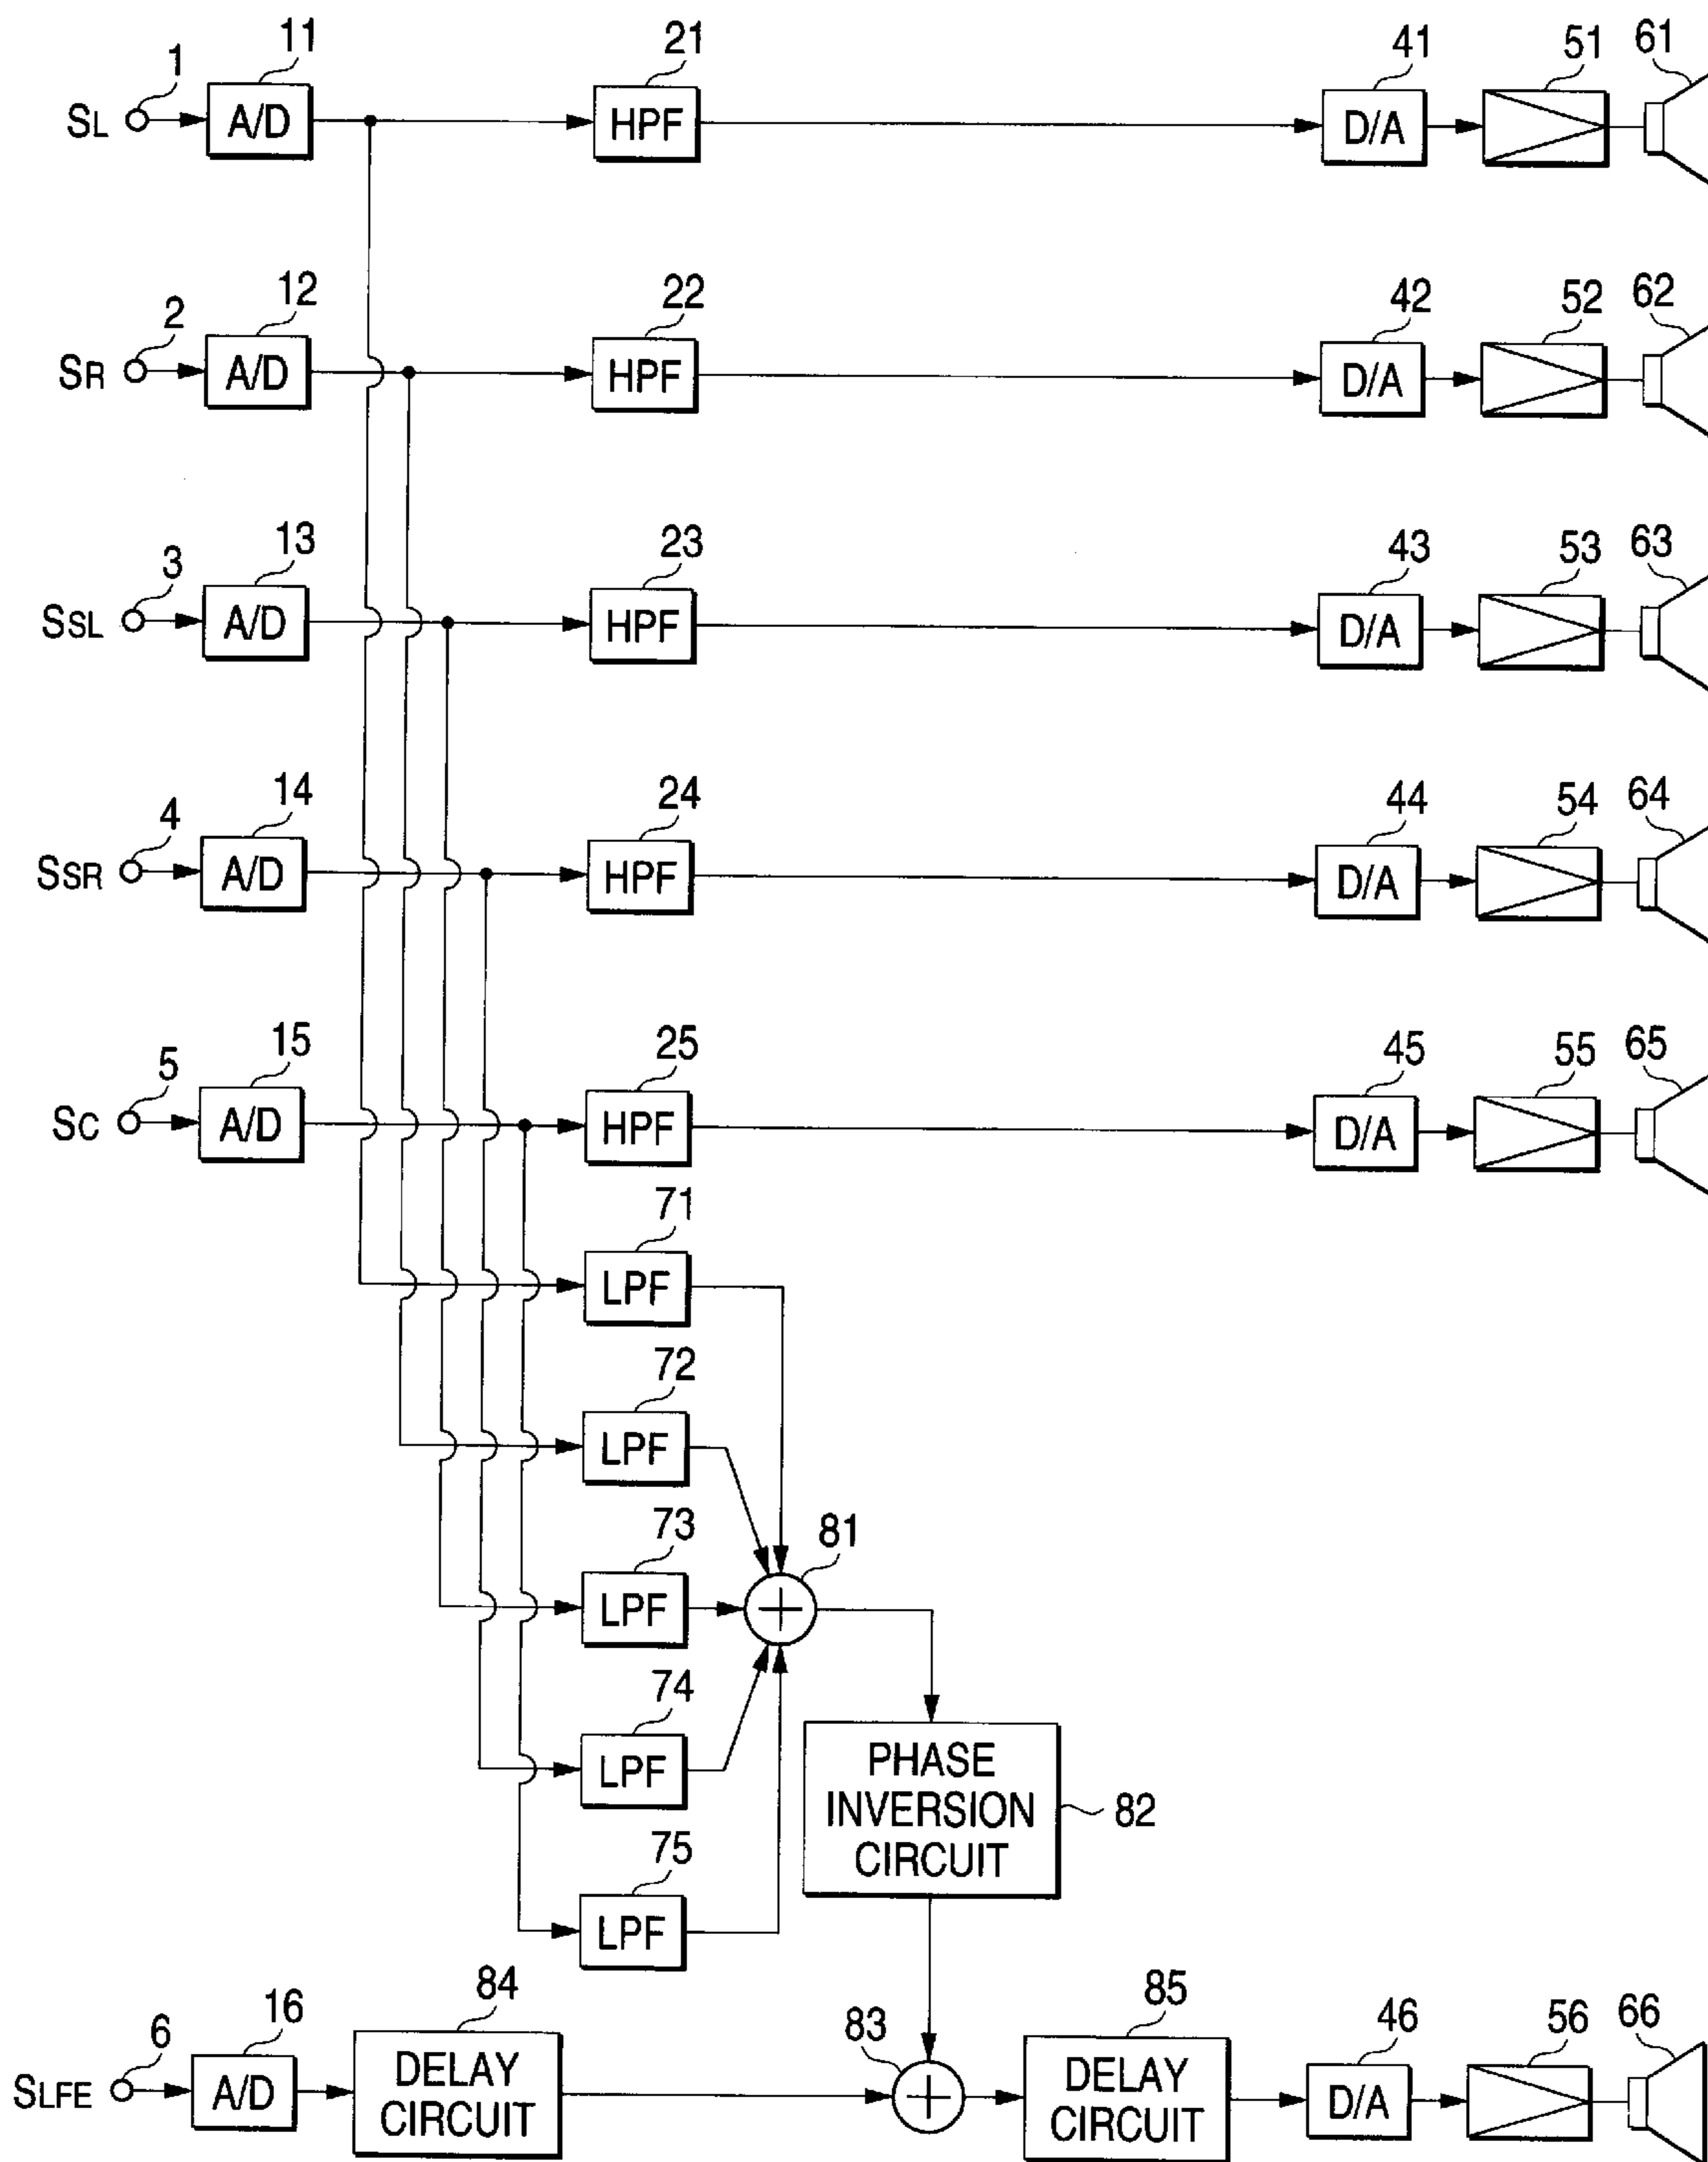 1 11 21 41 51 61
SL A/D HPF D/A
2 12 22 42 52 62
SR A/D HPF D/A
3 13 23 43 53 63
SSL A/D HPF D/A
4 14 24 44 54 64
SSR A/D HPF D/A
5 15 25 45 55 65
SC A/D HPF D/A
71
LPF
72
LPF
73 81
LPF
74
LPF
PHASE
INVERSION
CIRCUIT
82
75
LPF
6 16 84 83 85 46 56 66
SLFE A/D DELAY
CIRCUIT
DELAY
CIRCUIT
D/A